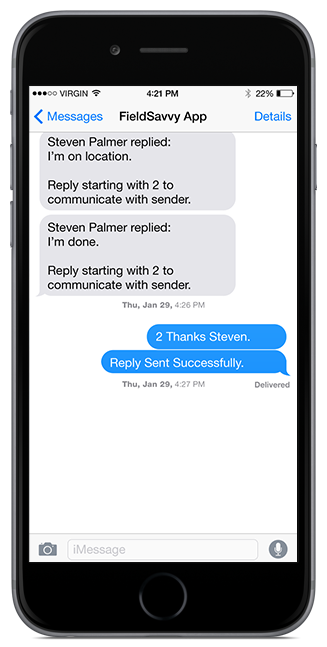 VIRGIN 4:21 PM 22%
Messages FieldSavvy App Details
Steven Palmer replied:
I'm on location.
Reply starting with 2 to
communicate with sender.
Steven Palmer replied:
I'm done.
Reply starting with 2 to
communicate with sender.
Thu, Jan 29, 4:26 PM
2 Thanks Steven.
Reply Sent Successfully.
Thu, Jan 29, 4:27 PM
Delivered
iMessage